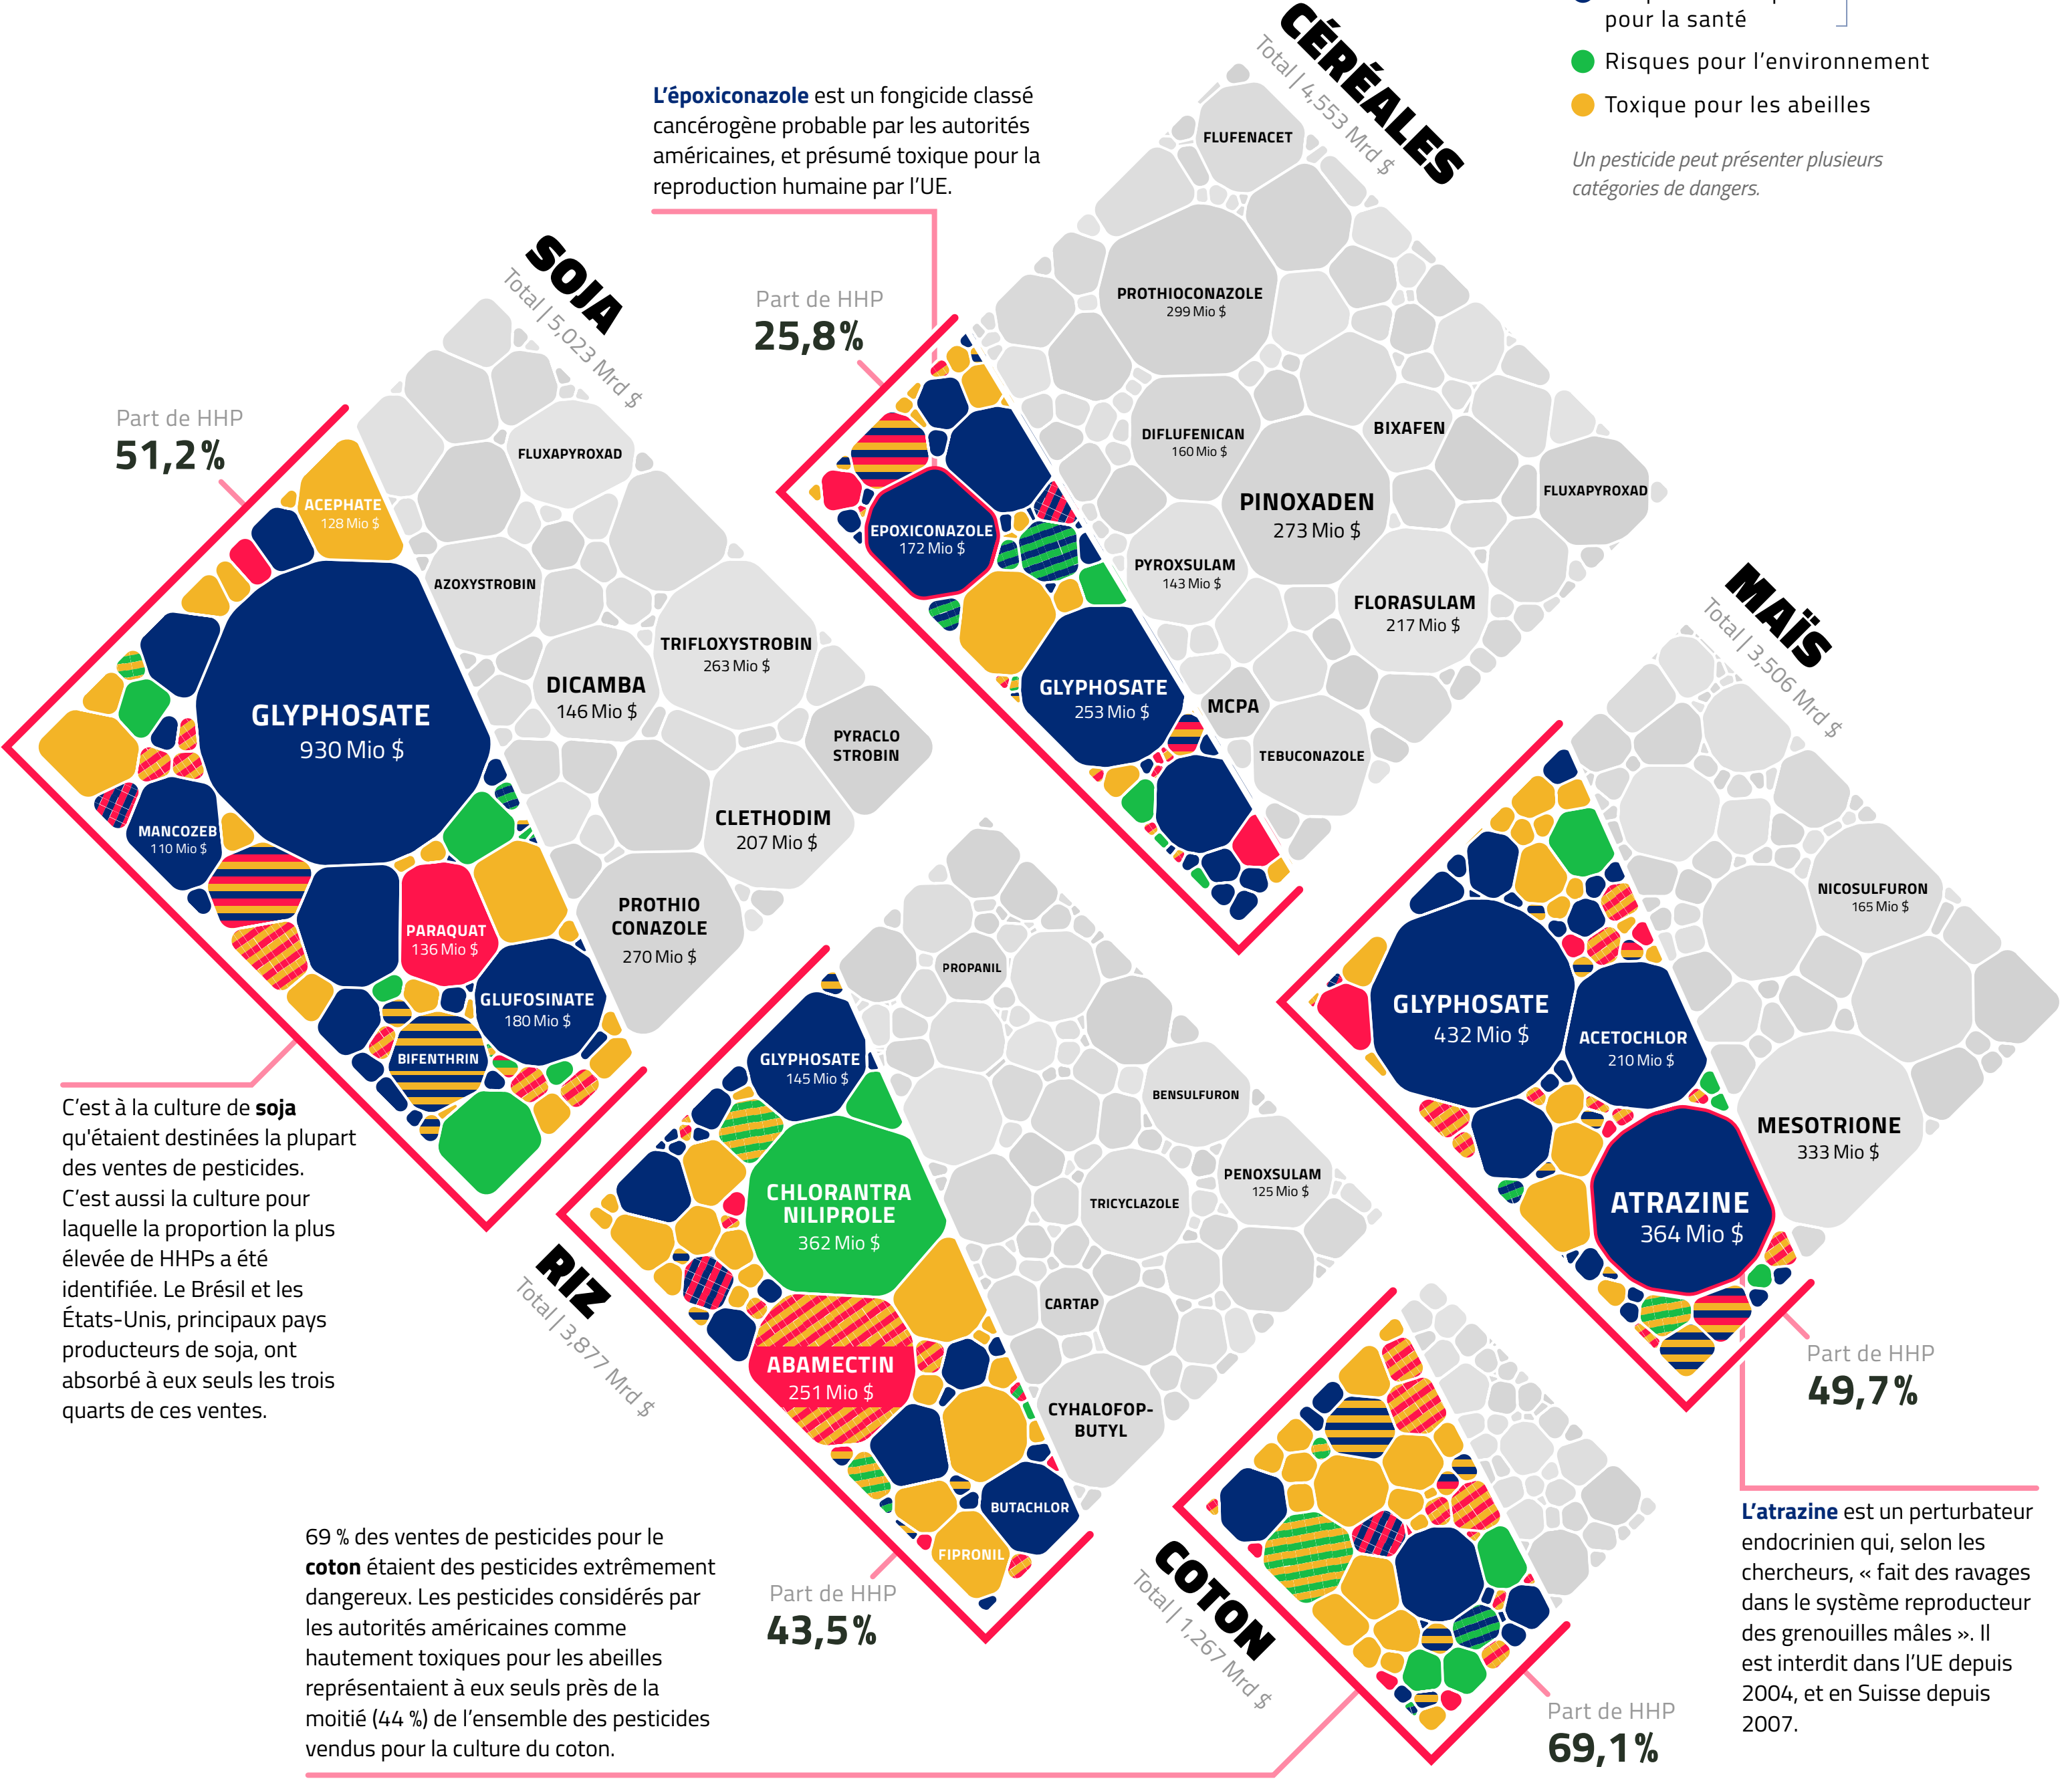 pour la santé
Risques pour l'environnement
Toxique pour les abeilles
Un pesticide peut présenter plusieurs
catégories de dangers.
L'époxiconazole est un fongicide classé
cancérogène probable par les autorités
américaines, et présumé toxique pour la
reproduction humaine par l'UE.
CÉRÉALES
Total | 4,553 Mrd $
Part de HHP
25,8 %
FLUFENACET
PROTHIOCONAZOLE
299 Mio $
DIFLUFENICAN
160 Mio $
BIXAFEN
PINOXADEN
273 Mio $
FLUXAPYROXAD
EPOXICONAZOLE
172 Mio $
PYROXSULAM
143 Mio $
FLORASULAM
217 Mio $
GLYPHOSATE
253 Mio $
MCPA
TEBUCONAZOLE
SOJA
Total | 5,023 Mrd $
Part de HHP
51,2 %
FLUXAPYROXAD
ACEPHATE
128 Mio $
AZOXYSTROBIN
TRIFLOXYSTROBIN
263 Mio $
DICAMBA
146 Mio $
GLYPHOSATE
930 Mio $
PYRACLO
STROBIN
CLETHODIM
207 Mio $
MANCOZEB
110 Mio $
PARAQUAT
136 Mio $
PROTHIO
CONAZOLE
270 Mio $
GLUFOSINATE
180 Mio $
BIFENTHRIN
C'est à la culture de soja
qu'étaient destinées la plupart
des ventes de pesticides.
C'est aussi la culture pour
laquelle la proportion la plus
élevée de HHPs a été
identifiée. Le Brésil et les
États-Unis, principaux pays
producteurs de soja, ont
absorbé à eux seuls les trois
quarts de ces ventes.
MAÏS
Total | 3,506 Mrd $
NICOSULFURON
165 Mio $
GLYPHOSATE
432 Mio $
ACETOCHLOR
210 Mio $
MESOTRIONE
333 Mio $
ATRAZINE
364 Mio $
Part de HHP
49,7 %
L'atrazine est un perturbateur
endocrinien qui, selon les
chercheurs, « fait des ravages
dans le système reproducteur
des grenouilles mâles ». Il
est interdit dans l'UE depuis
2004, et en Suisse depuis
2007.
RIZ
Total | 3,877 Mrd $
PROPANIL
GLYPHOSATE
145 Mio $
BENSULFURON
PENOXSULAM
125 Mio $
CHLORANTRA
NILIPROLE
362 Mio $
TRICYCLAZOLE
CARTAP
ABAMECTIN
251 Mio $
CYHALOFOP-
BUTYL
BUTACHLOR
FIPRONIL
Part de HHP
43,5 %
COTON
Total | 1,267 Mrd $
Part de HHP
69,1 %
69 % des ventes de pesticides pour le
coton étaient des pesticides extrêmement
dangereux. Les pesticides considérés par
les autorités américaines comme
hautement toxiques pour les abeilles
représentaient à eux seuls près de la
moitié (44 %) de l'ensemble des pesticides
vendus pour la culture du coton.